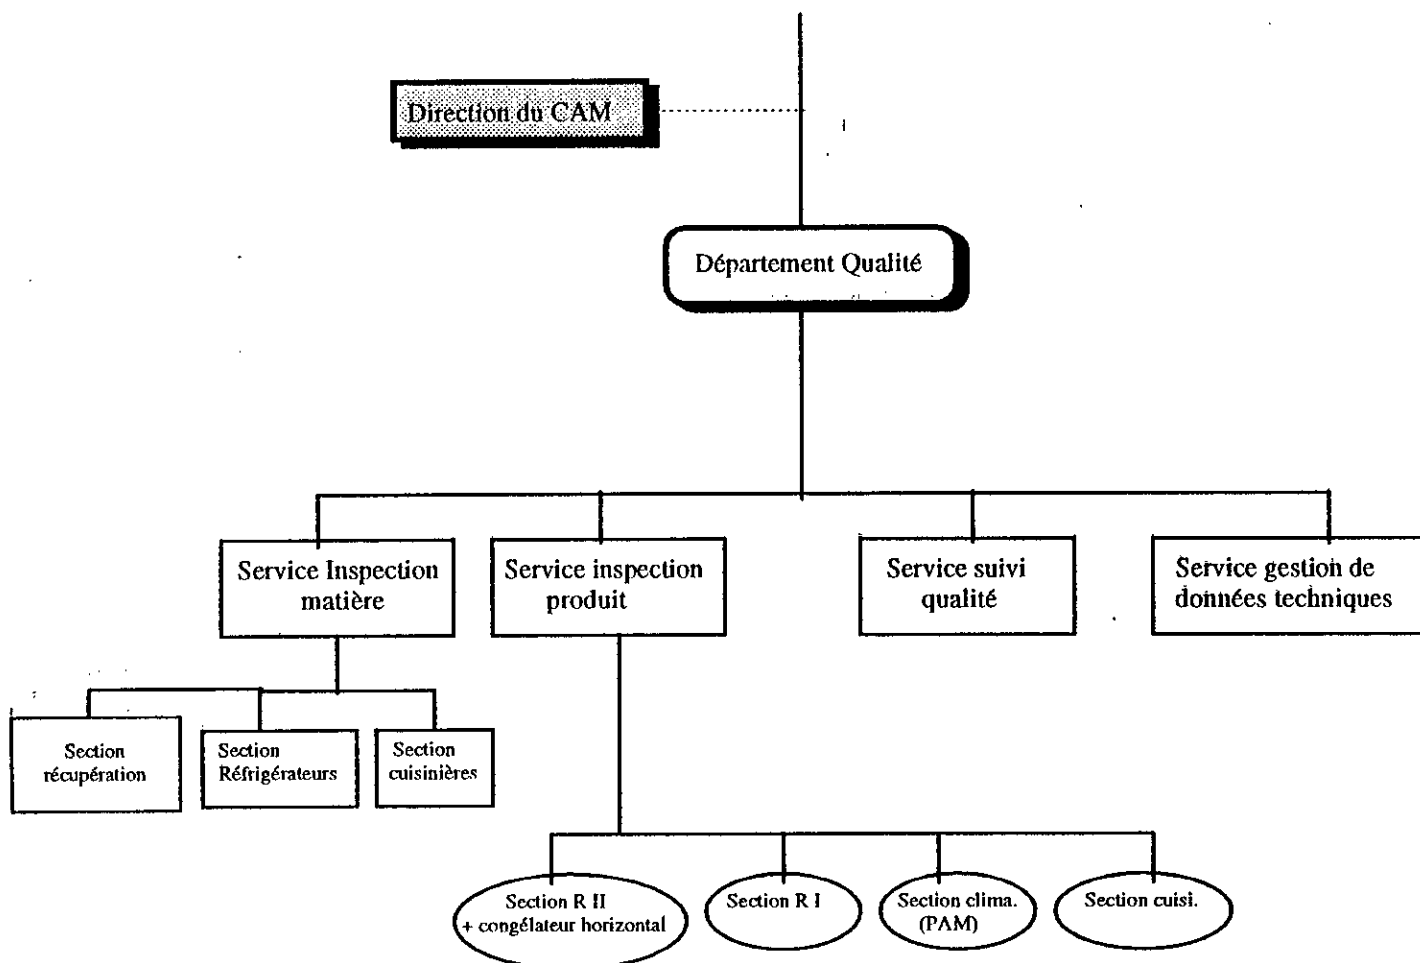 Direction du CAM
Département Qualité
Service Inspection
matière
Service inspection
produit
Service suivi
qualité
Service gestion de
données techniques
Section
récupération
Section
Réfrigérateurs
Section
cuisinières
Section R II
+ congélateur horizontal
Section R I
Section clima.
(PAM)
Section cuisi.